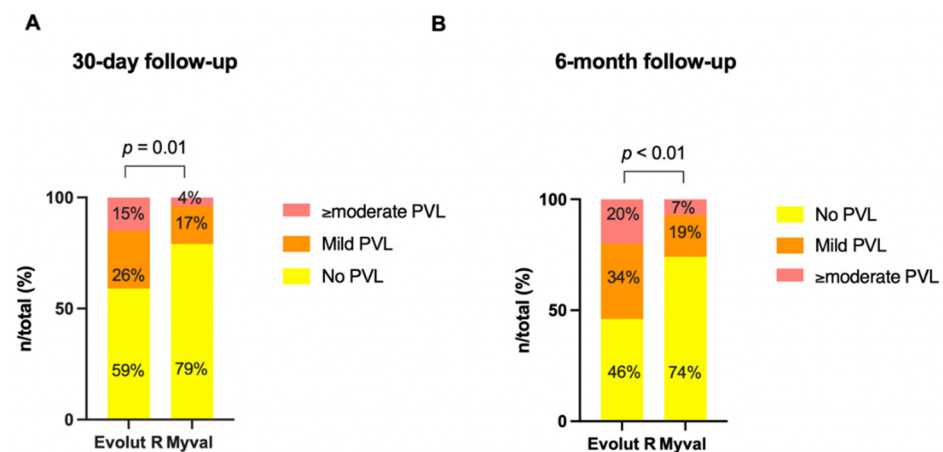 A
30-day follow-up
p = 0.01
100
50
0
n/total (%)
15%
4%
17%
26%
59%
79%
Evolut R Myval
≥moderate PVL
Mild PVL
No PVL
B
6-month follow-up
p < 0.01
100
50
0
n/total (%)
20%
7%
19%
34%
46%
74%
Evolut R Myval
No PVL
Mild PVL
≥moderate PVL